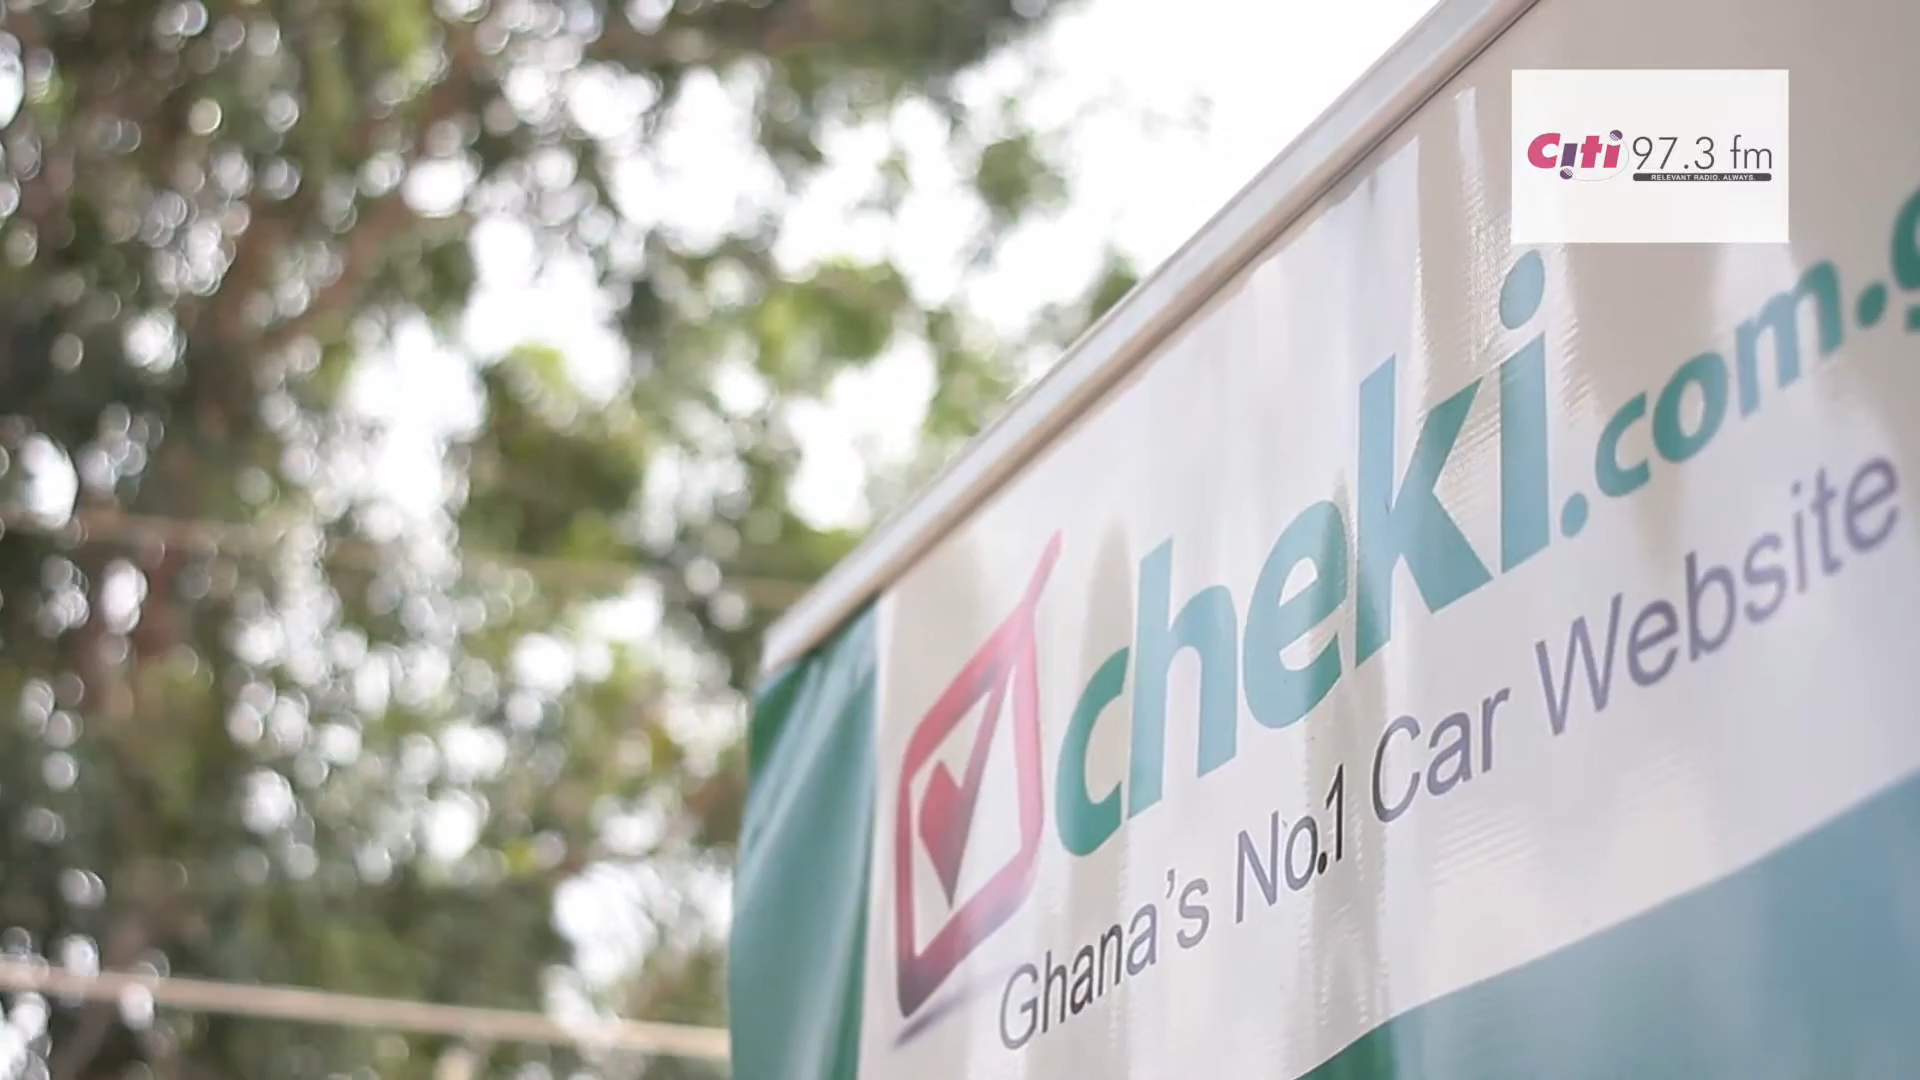 citi 97.3 fm
RELEVANT RADIO. ALWAYS.
cheki.com.g
Ghana's No.1 Car Website